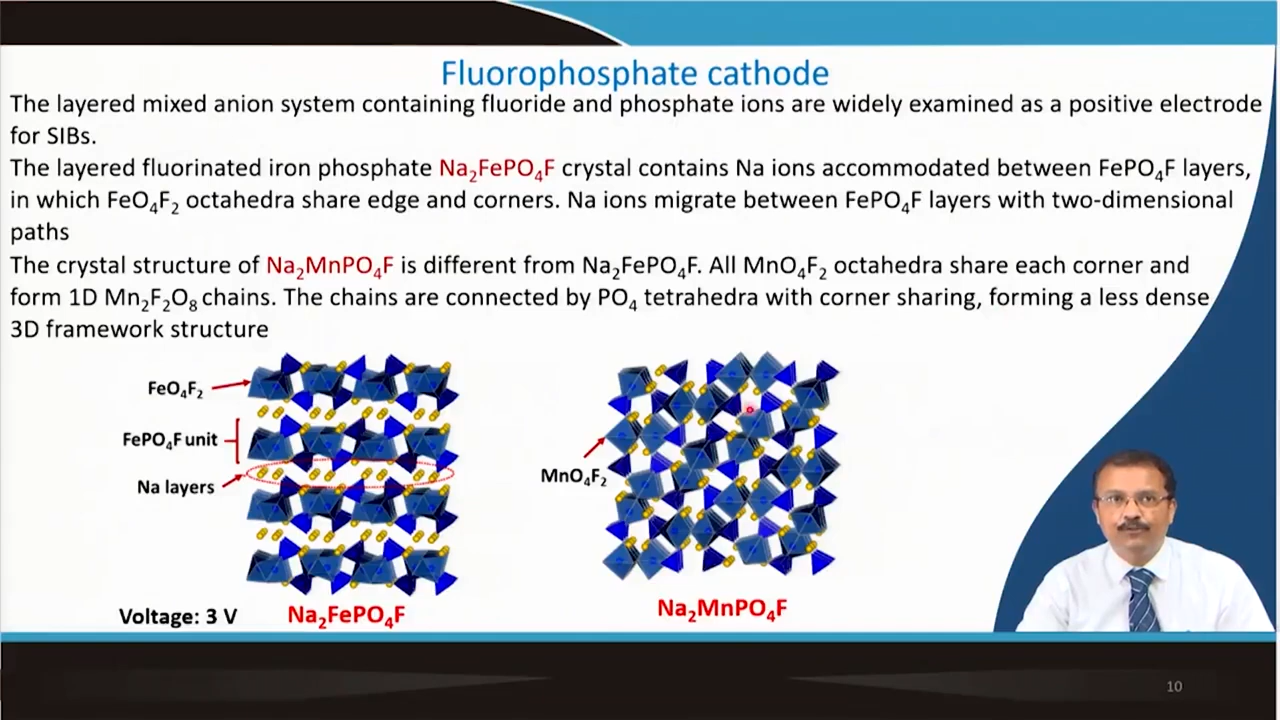 Fluorophosphate cathode
The layered mixed anion system containing fluoride and phosphate ions are widely examined as a positive electrode
for SIBs.
The layered fluorinated iron phosphate Na₂FePO₄F crystal contains Na ions accommodated between FePO₄F layers,
in which FeO₄F₂ octahedra share edge and corners. Na ions migrate between FePO₄F layers with two-dimensional
paths
The crystal structure of Na₂MnPO₄F is different from Na₂FePO₄F. All MnO₄F₂ octahedra share each corner and
form 1D Mn₂F₂O₈ chains. The chains are connected by PO₄ tetrahedra with corner sharing, forming a less dense
3D framework structure
FeO₄F₂
FePO₄F unit
Na layers
MnO₄F₂
Voltage: 3 V
Na₂FePO₄F
Na₂MnPO₄F
10